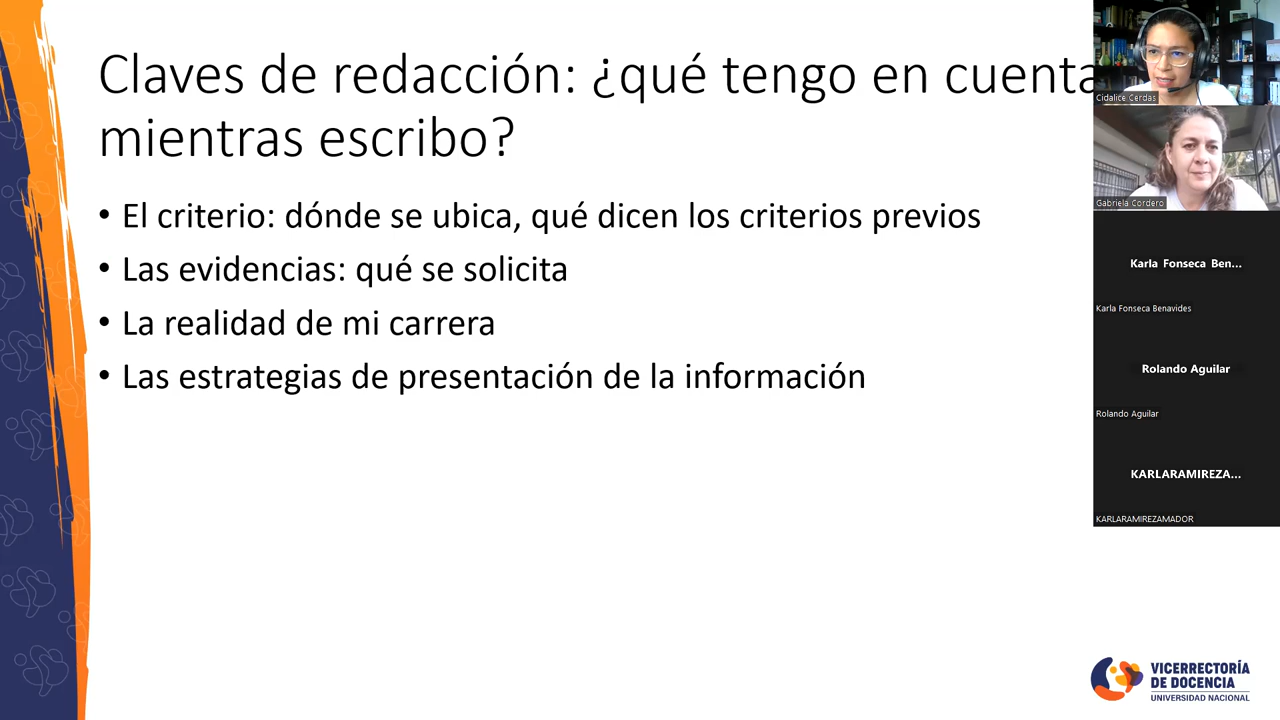 Claves de redacción: ¿qué tengo en cuenta
mientras escribo?
• El criterio: dónde se ubica, qué dicen los criterios previos
• Las evidencias: qué se solicita
• La realidad de mi carrera
• Las estrategias de presentación de la información
Cidalice Cerdas
Gabriela Cordero
Karla Fonseca Ben...
Karla Fonseca Benavides
Rolando Aguilar
Rolando Aguilar
KARLARAMIREZA...
KARLARAMIREZAMADOR
VICERRECTORÍA
DE DOCENCIA
UNIVERSIDAD NACIONAL